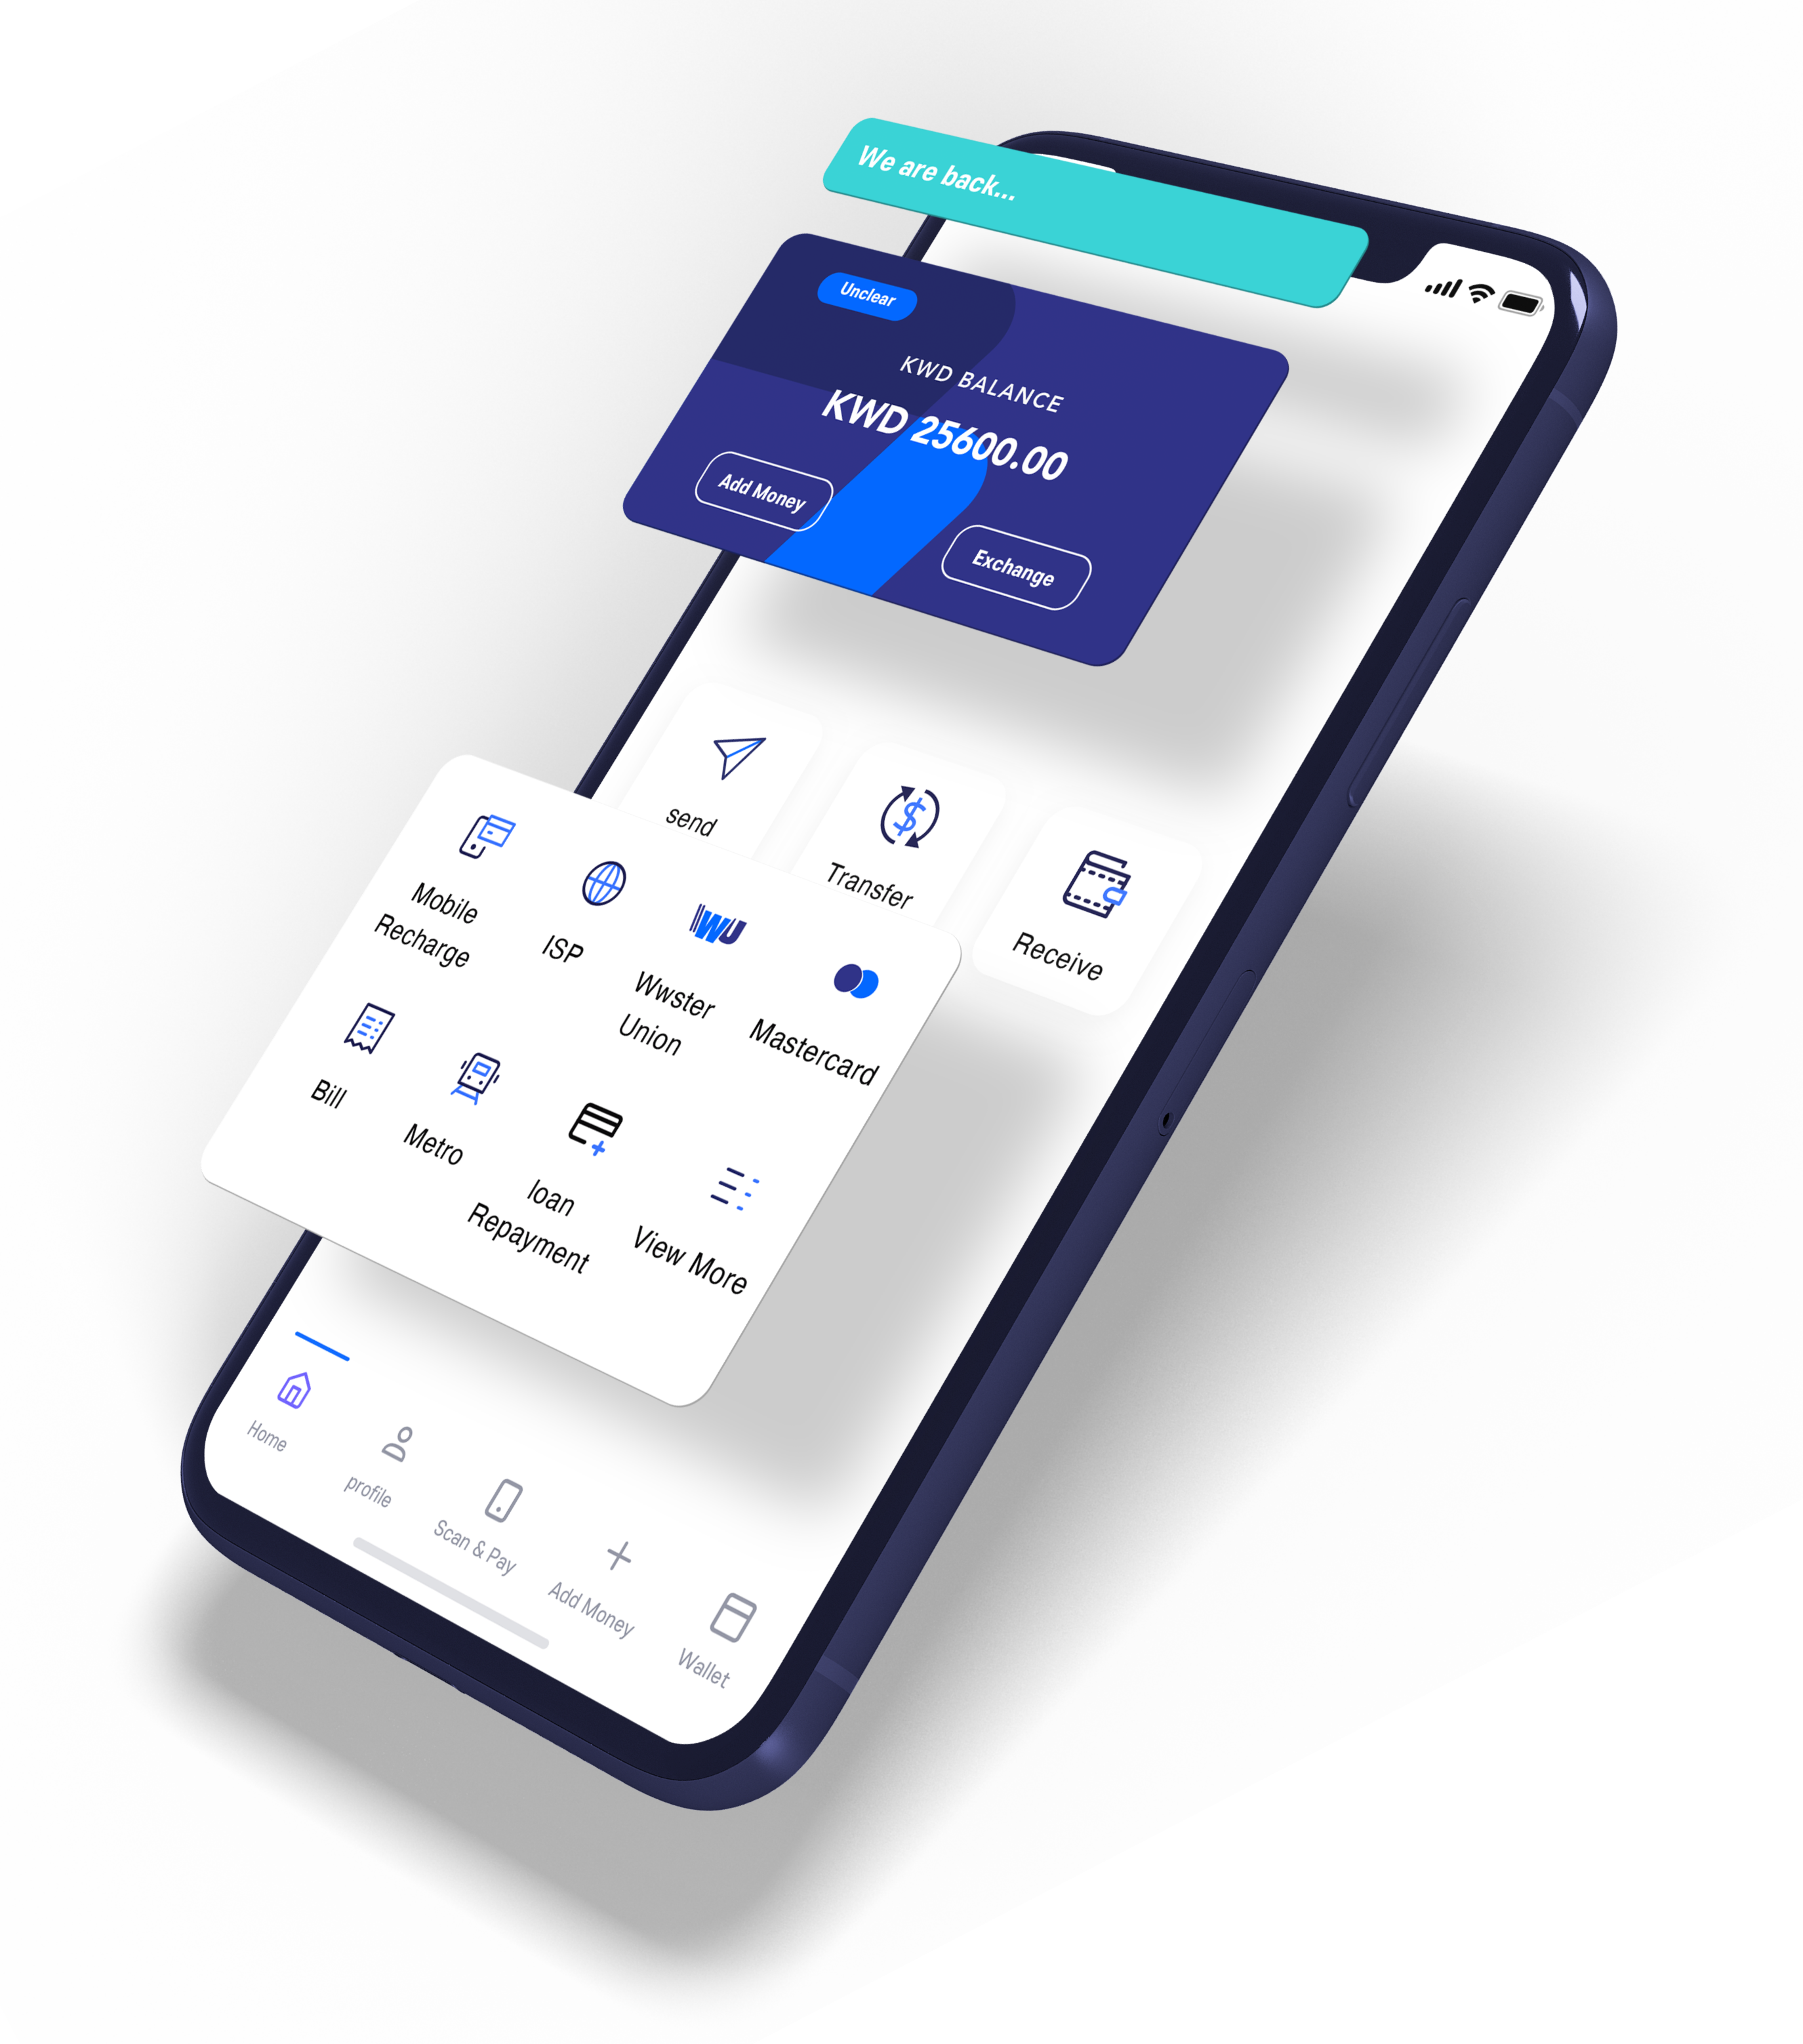 We are back...
Unclear
KWD BALANCE
KWD 25600.00
Add Money
Exchange
send
Transfer
Receive
Mobile
Recharge
ISP
WU
Wwster
Union
Mastercard
Bill
Metro
loan
Repayment
View More
Home
profile
Scan & Pay
Add Money
Wallet